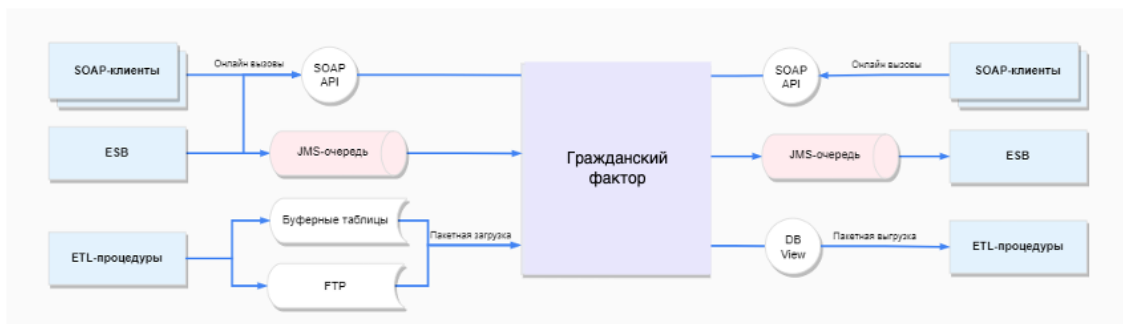 SOAP-клиенты
Онлайн вызовы
SOAP
API
SOAP
API
Онлайн вызовы
SOAP-клиенты
ESB
JMS-очередь
Гражданский
фактор
JMS-очередь
ESB
Буферные таблицы
ETL-процедуры
Пакетная загрузка
FTP
DB
View
Пакетная выгрузка
ETL-процедуры